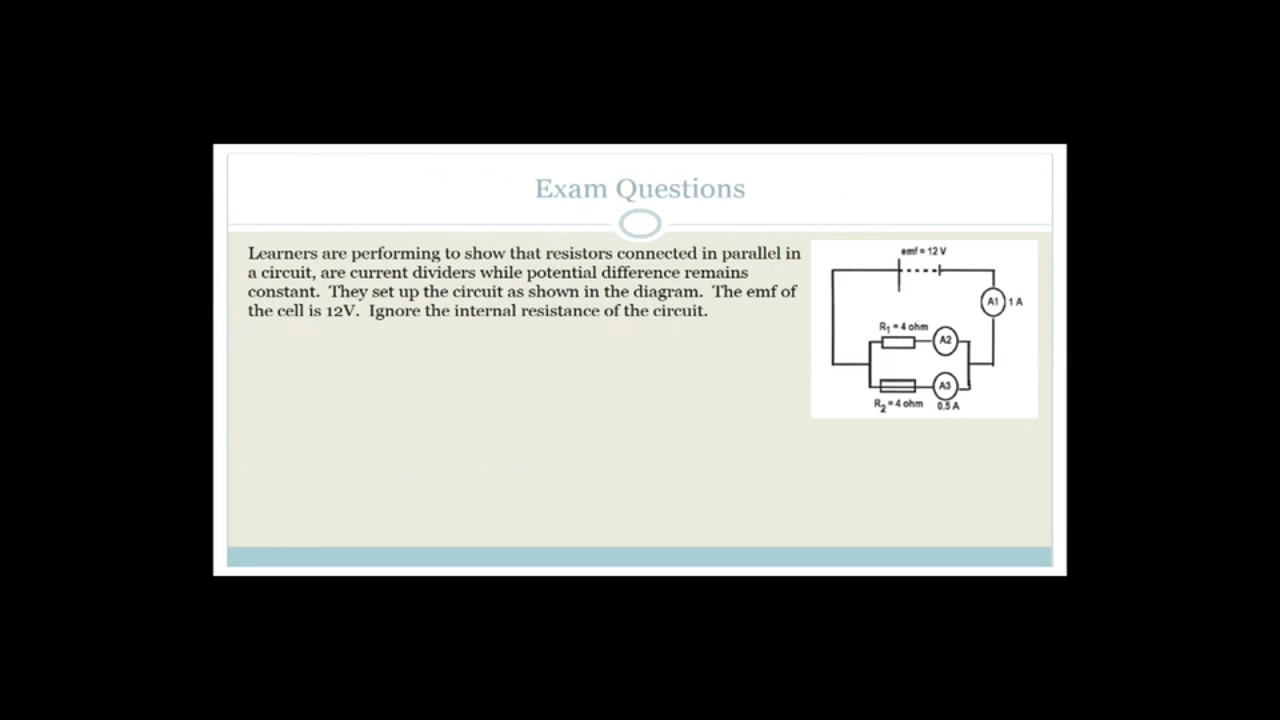 Exam Questions
Learners are performing to show that resistors connected in parallel in
a circuit, are current dividers while potential difference remains
constant. They set up the circuit as shown in the diagram. The emf of
the cell is 12V. Ignore the internal resistance of the circuit.
emf = 12 V
A1 1 A
R1 = 4 ohm
A2
A3
R2 = 4 ohm 0.5 A